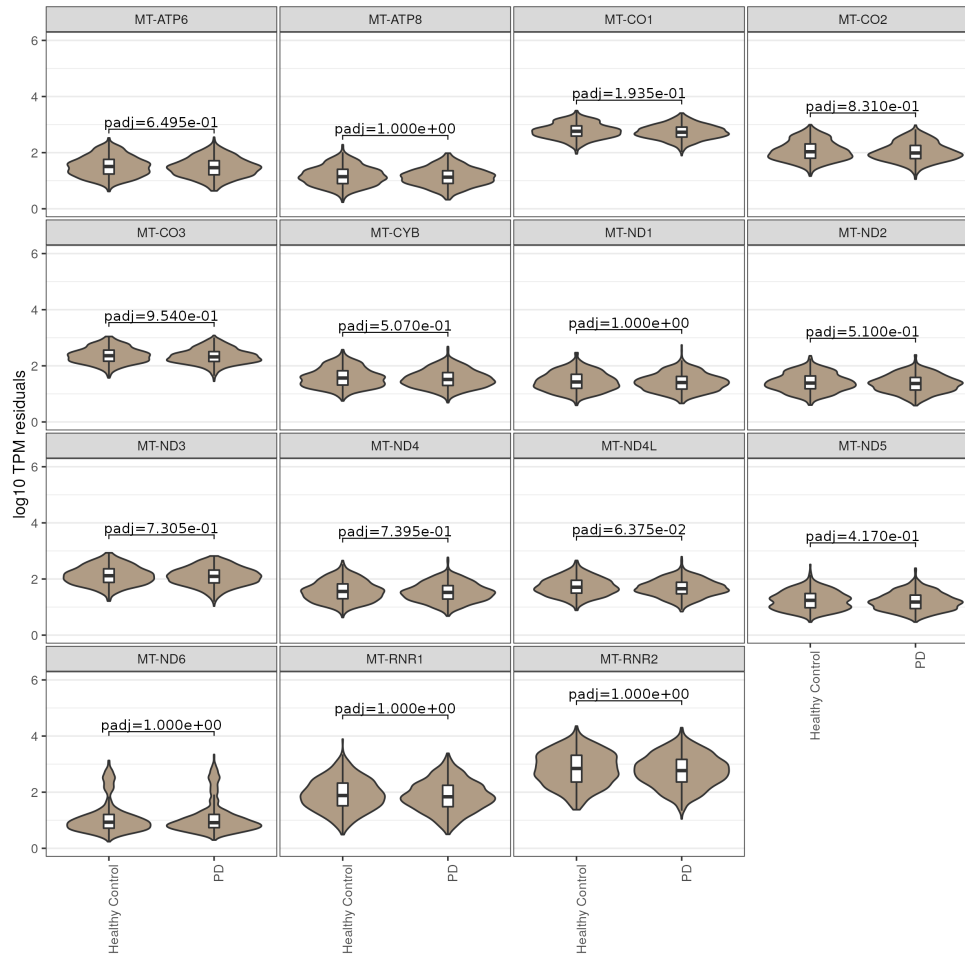 MT-ATP6
MT-ATP8
MT-CO1
MT-CO2
6
4
2
0
padj=6.495e-01
padj=1.000e+00
padj=1.935e-01
padj=8.310e-01
MT-CO3
MT-CYB
MT-ND1
MT-ND2
6
4
2
0
padj=9.540e-01
padj=5.070e-01
padj=1.000e+00
padj=5.100e-01
log10 TPM residuals
MT-ND3
MT-ND4
MT-ND4L
MT-ND5
6
4
2
0
padj=7.305e-01
padj=7.395e-01
padj=6.375e-02
padj=4.170e-01
MT-ND6
MT-RNR1
MT-RNR2
6
4
2
0
padj=1.000e+00
padj=1.000e+00
padj=1.000e+00
Healthy Control
PD
Healthy Control
PD
Healthy Control
PD
Healthy Control
PD